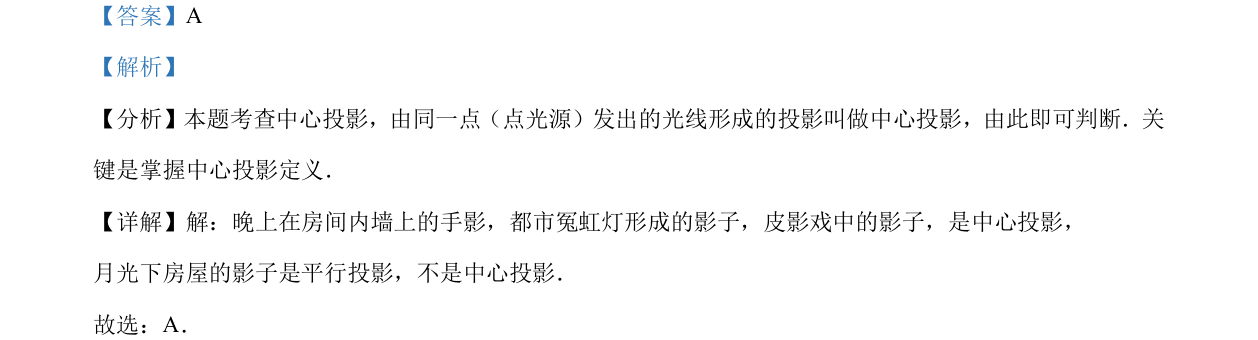 【答案】A
【解析】
【分析】本题考查中心投影，由同一点（点光源）发出的光线形成的投影叫做中心投影，由此即可判断．关
键是掌握中心投影定义．
【详解】解：晚上在房间内墙上的手影，都市冤虹灯形成的影子，皮影戏中的影子，是中心投影，
月光下房屋的影子是平行投影，不是中心投影．
故选：A．